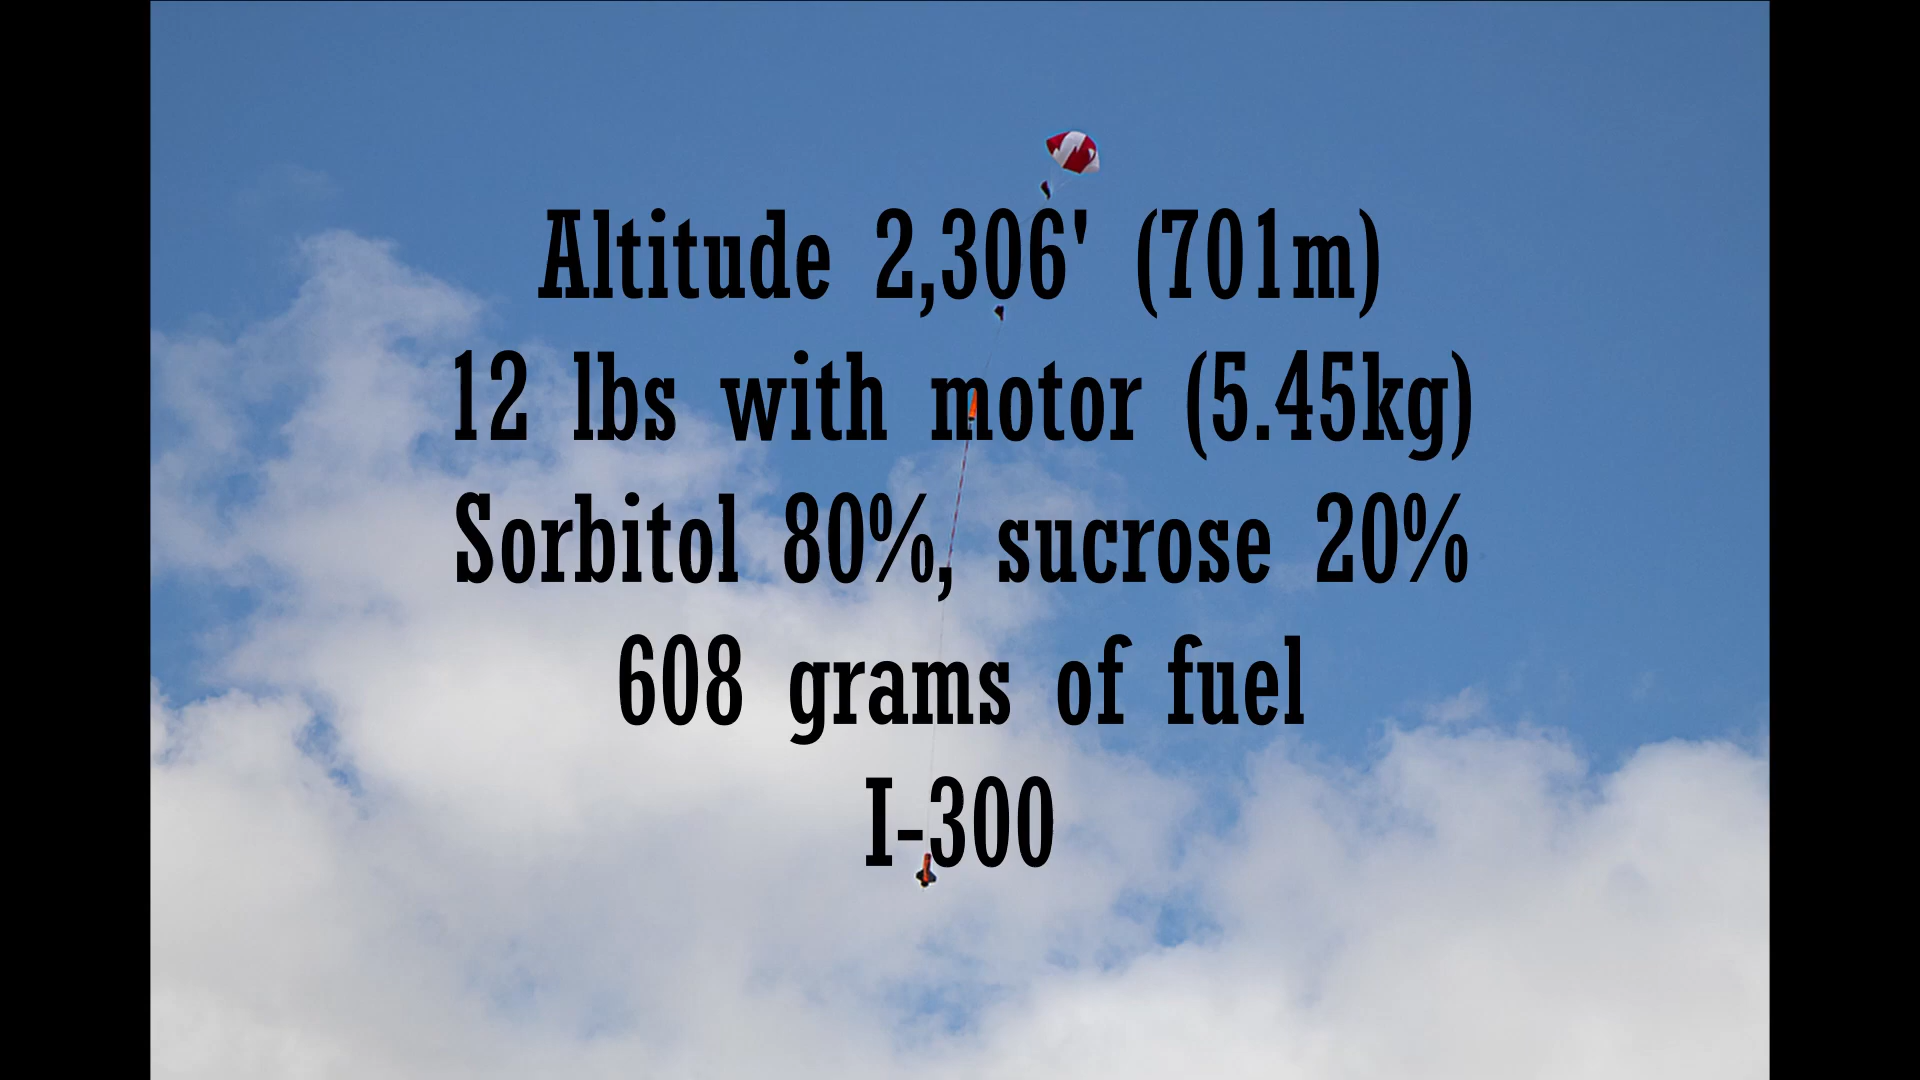 Altitude 2,306' (701m)
12 lbs with motor (5.45kg)
Sorbitol 80%, sucrose 20%
608 grams of fuel
I-300